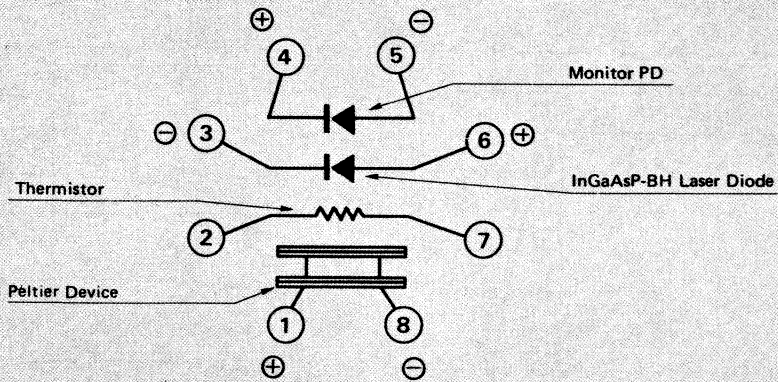 ⊕ ⊖
4 5
Monitor PD
⊖ 3 6 ⊕
InGaAsP-BH Laser Diode
Thermistor
2 7
Peltier Device
1 8
⊕ ⊖